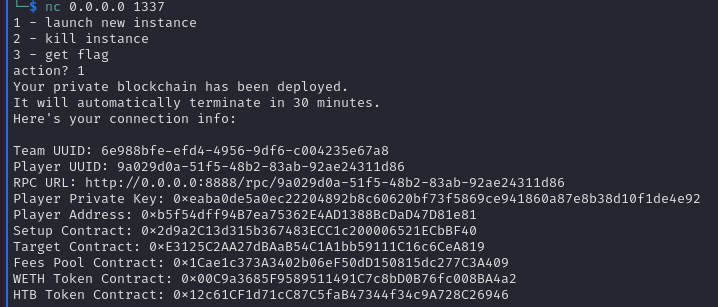 └─$ nc 0.0.0.0 1337
1 - launch new instance
2 - kill instance
3 - get flag
action? 1
Your private blockchain has been deployed.
It will automatically terminate in 30 minutes.
Here's your connection info:
Team UUID: 6e988bfe-efd4-4956-9df6-c004235e67a8
Player UUID: 9a029d0a-51f5-48b2-83ab-92ae24311d86
RPC URL: http://0.0.0.0:8888/rpc/9a029d0a-51f5-48b2-83ab-92ae24311d86
Player Private Key: 0×eaba0de5a0ec22204892b8c60620bf73f5869ce941860a87e8b38d10f1de4e92
Player Address: 0×b5f54dff94B7ea75362E4AD1388BcDaD47D81e81
Setup Contract: 0×2d9a2C13d315b367483ECC1c200006521ECbBF40
Target Contract: 0×E3125C2AA27dBAaB54C1A1bb59111C16c6CeA819
Fees Pool Contract: 0×1Cae1c373A3402b06eF50dD150815dc277C3A409
WETH Token Contract: 0×00C9a3685F9589511491C7c8bD0B76fc008BA4a2
HTB Token Contract: 0×12c61CF1d71cC87C5faB47344f34c9A728C26946